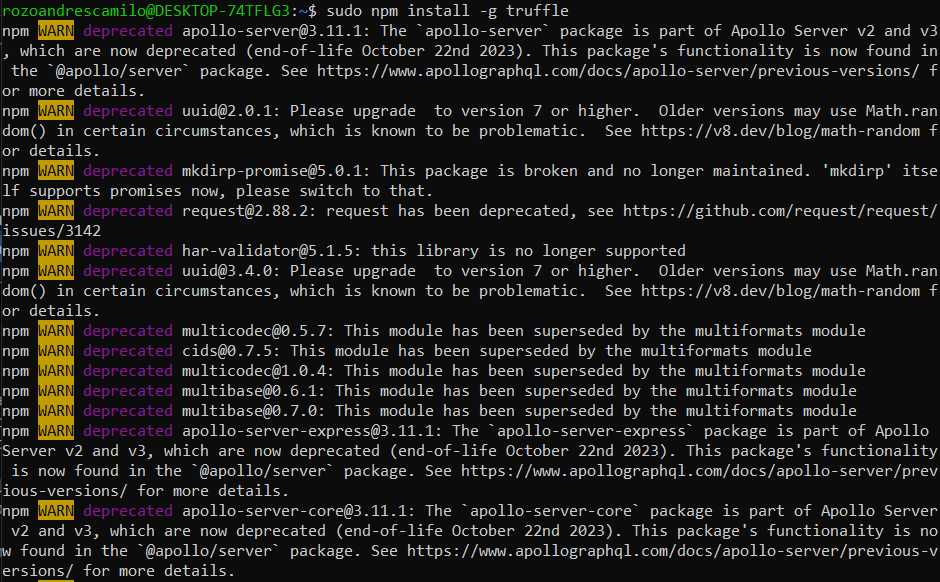 rozoandrescamilo@DESKTOP-74TFLG3:~$ sudo npm install -g truffle
npm WARN deprecated apollo-server@3.11.1: The `apollo-server` package is part of Apollo Server v2 and v3
, which are now deprecated (end-of-life October 22nd 2023). This package's functionality is now found in
 the `@apollo/server` package. See https://www.apollographql.com/docs/apollo-server/previous-versions/ f
or more details.
npm WARN deprecated uuid@2.0.1: Please upgrade  to version 7 or higher.  Older versions may use Math.ran
dom() in certain circumstances, which is known to be problematic.  See https://v8.dev/blog/math-random f
or details.
npm WARN deprecated mkdirp-promise@5.0.1: This package is broken and no longer maintained. 'mkdirp' itse
lf supports promises now, please switch to that.
npm WARN deprecated request@2.88.2: request has been deprecated, see https://github.com/request/request/
issues/3142
npm WARN deprecated har-validator@5.1.5: this library is no longer supported
npm WARN deprecated uuid@3.4.0: Please upgrade  to version 7 or higher.  Older versions may use Math.ran
dom() in certain circumstances, which is known to be problematic.  See https://v8.dev/blog/math-random f
or details.
npm WARN deprecated multicodec@0.5.7: This module has been superseded by the multiformats module
npm WARN deprecated cids@0.7.5: This module has been superseded by the multiformats module
npm WARN deprecated multicodec@1.0.4: This module has been superseded by the multiformats module
npm WARN deprecated multibase@0.6.1: This module has been superseded by the multiformats module
npm WARN deprecated multibase@0.7.0: This module has been superseded by the multiformats module
npm WARN deprecated apollo-server-express@3.11.1: The `apollo-server-express` package is part of Apollo
Server v2 and v3, which are now deprecated (end-of-life October 22nd 2023). This package's functionality
 is now found in the `@apollo/server` package. See https://www.apollographql.com/docs/apollo-server/prev
ious-versions/ for more details.
npm WARN deprecated apollo-server-core@3.11.1: The `apollo-server-core` package is part of Apollo Server
 v2 and v3, which are now deprecated (end-of-life October 22nd 2023). This package's functionality is no
w found in the `@apollo/server` package. See https://www.apollographql.com/docs/apollo-server/previous-v
ersions/ for more details.